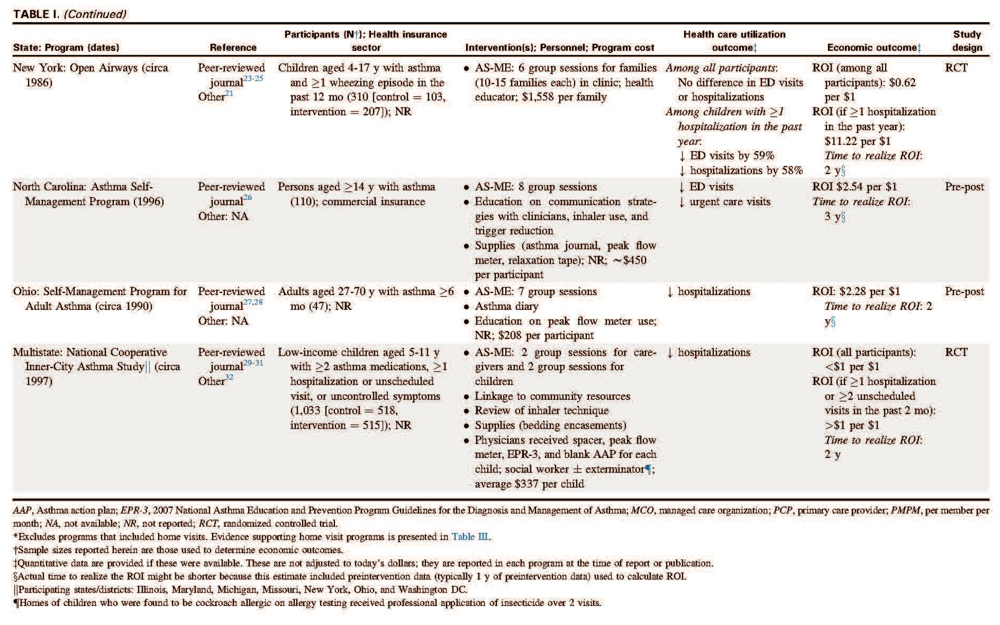 TABLE I. (Continued)
State: Program (dates)
Reference
Participants (N†); Health insurance
sector
Intervention(s); Personnel; Program cost
Health care utilization
outcome‡
Economic outcome‡
Study
design
New York: Open Airways (circa
1986)
Peer-reviewed
journal23-25
Other21
Children aged 4-17 y with asthma
and ≥1 wheezing episode in the
past 12 mo (310 [control = 103,
intervention = 207]); NR
● AS-ME: 6 group sessions for families
(10-15 families each) in clinic; health
educator; $1,558 per family
Among all participants:
No difference in ED visits
or hospitalizations
Among children with ≥1
hospitalization in the past
year:
↓ ED visits by 59%
↓ hospitalizations by 58%
ROI (among all
participants): $0.62
per $1
ROI (if ≥1 hospitalization
in the past year):
$11.22 per $1
Time to realize ROI:
2 y§
RCT
North Carolina: Asthma Self-
Management Program (1996)
Peer-reviewed
journal26
Other: NA
Persons aged ≥14 y with asthma
(110); commercial insurance
● AS-ME: 8 group sessions
● Education on communication strate-
gies with clinicians, inhaler use, and
trigger reduction
● Supplies (asthma journal, peak flow
meter, relaxation tape); NR; ~$450
per participant
↓ ED visits
↓ urgent care visits
ROI $2.54 per $1
Time to realize ROI:
3 y§
Pre-post
Ohio: Self-Management Program for
Adult Asthma (circa 1990)
Peer-reviewed
journal27,28
Other: NA
Adults aged 27-70 y with asthma ≥6
mo (47); NR
● AS-ME: 7 group sessions
● Asthma diary
● Education on peak flow meter use;
NR; $208 per participant
↓ hospitalizations
ROI: $2.28 per $1
Time to realize ROI: 2
y§
Pre-post
Multistate: National Cooperative
Inner-City Asthma Study|| (circa
1997)
Peer-reviewed
journal29-31
Other32
Low-income children aged 5-11 y
with ≥2 asthma medications, ≥1
hospitalization or unscheduled
visit, or uncontrolled symptoms
(1,033 [control = 518,
intervention = 515]); NR
● AS-ME: 2 group sessions for care-
givers and 2 group sessions for
children
● Linkage to community resources
● Review of inhaler technique
● Supplies (bedding encasements)
● Physicians received spacer, peak flow
meter, EPR-3, and blank AAP for each
child; social worker ± exterminator¶;
average $337 per child
↓ hospitalizations
ROI (all participants):
<$1 per $1
ROI (if ≥1 hospitalization
or ≥2 unscheduled
visits in the past 2 mo):
>$1 per $1
Time to realize ROI:
2 y
RCT
AAP, Asthma action plan; EPR-3, 2007 National Asthma Education and Prevention Program Guidelines for the Diagnosis and Management of Asthma; MCO, managed care organization; PCP, primary care provider; PMPM, per member per
month; NA, not available; NR, not reported; RCT, randomized controlled trial.
*Excludes programs that included home visits. Evidence supporting home visit programs is presented in Table III.
†Sample sizes reported herein are those used to determine economic outcomes.
‡Quantitative data are provided if these were available. These are not adjusted to today's dollars; they are reported in each program at the time of report or publication.
§Actual time to realize the ROI might be shorter because this estimate included preintervention data (typically 1 y of preintervention data) used to calculate ROI.
||Participating states/districts: Illinois, Maryland, Michigan, Missouri, New York, Ohio, and Washington DC.
¶Homes of children who were found to be cockroach allergic on allergy testing received professional application of insecticide over 2 visits.